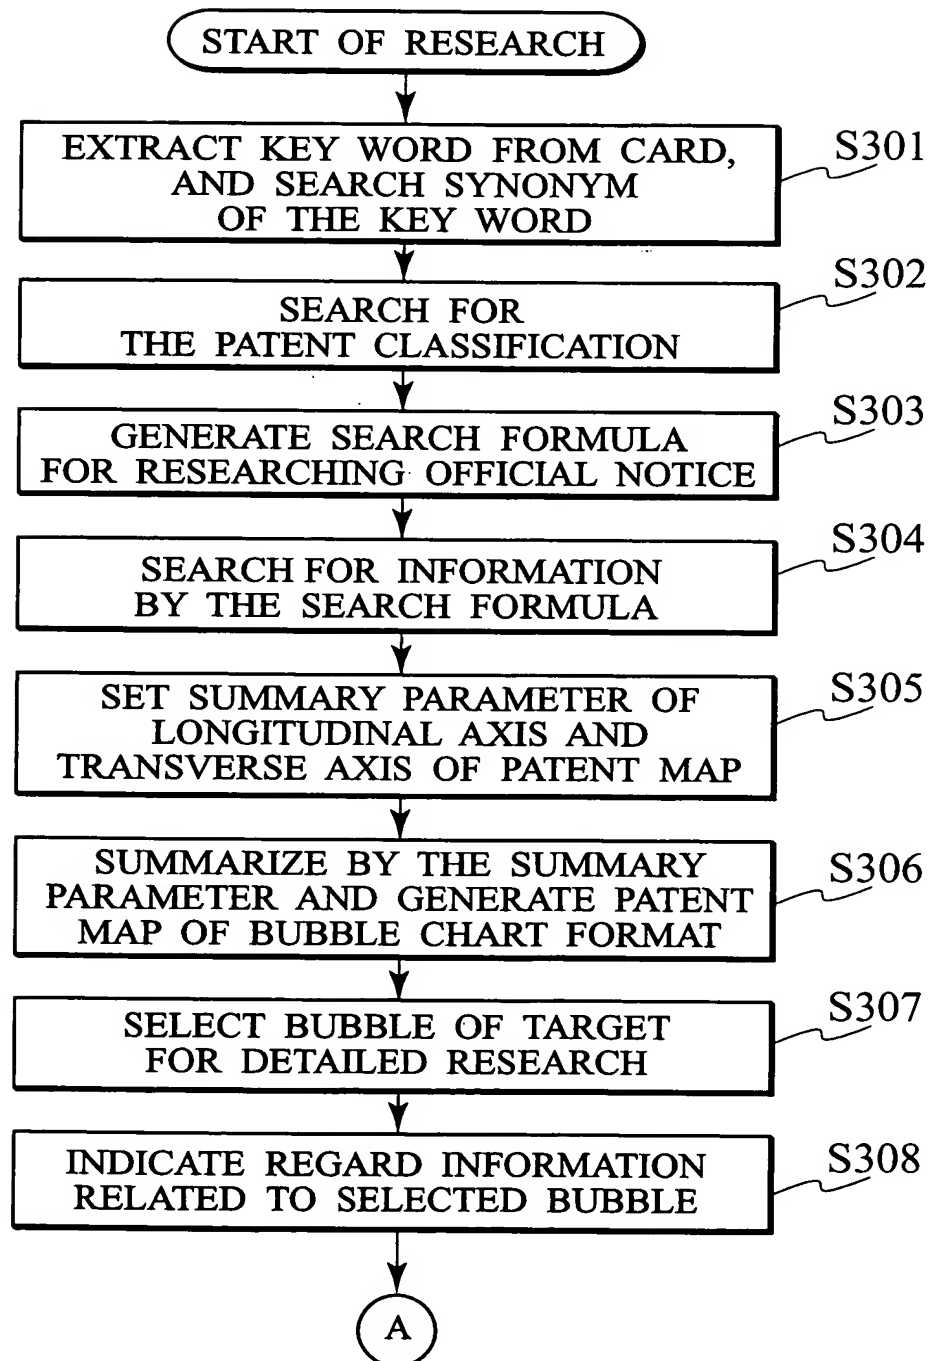 START OF RESEARCH
EXTRACT KEY WORD FROM CARD,
AND SEARCH SYNONYM
OF THE KEY WORD
S301
SEARCH FOR
THE PATENT CLASSIFICATION
S302
GENERATE SEARCH FORMULA
FOR RESEARCHING OFFICIAL NOTICE
S303
SEARCH FOR INFORMATION
BY THE SEARCH FORMULA
S304
SET SUMMARY PARAMETER OF
LONGITUDINAL AXIS AND
TRANSVERSE AXIS OF PATENT MAP
S305
SUMMARIZE BY THE SUMMARY
PARAMETER AND GENERATE PATENT
MAP OF BUBBLE CHART FORMAT
S306
SELECT BUBBLE OF TARGET
FOR DETAILED RESEARCH
S307
INDICATE REGARD INFORMATION
RELATED TO SELECTED BUBBLE
S308
A